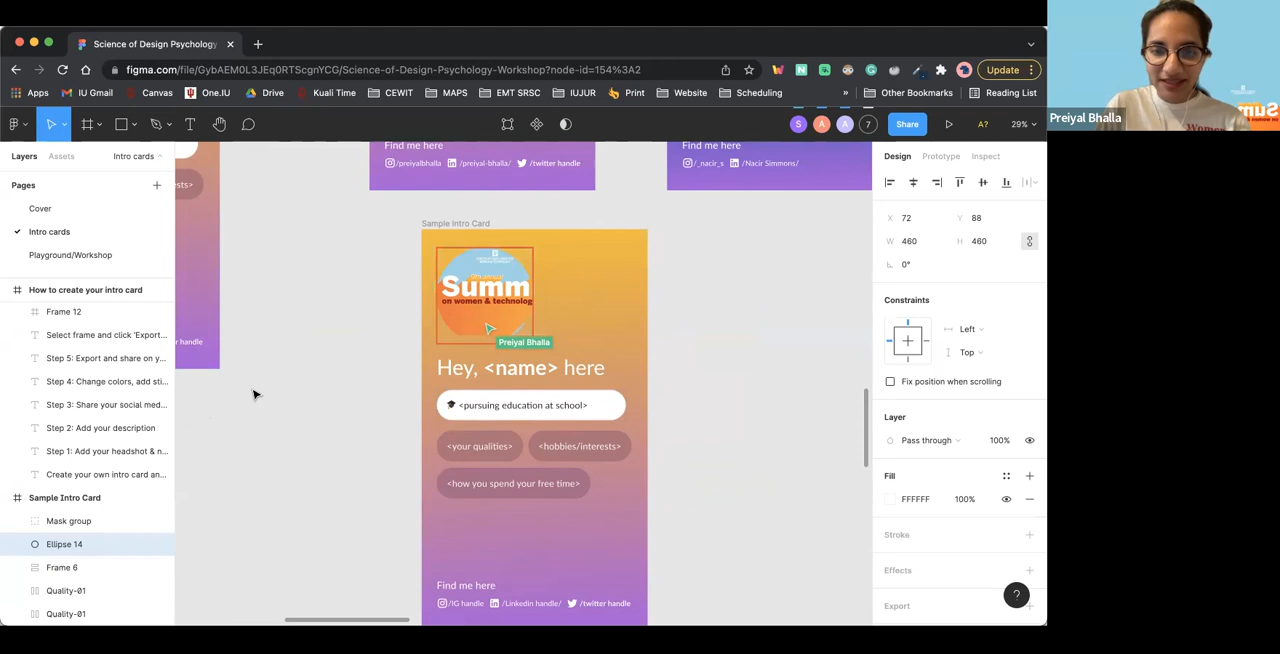 Science of Design Psychology
figma.com/file/GybAEM0L3JEq0RTScgnYCG/Science-of-Design-Psychology-Workshop?node-id=154%3A2
Update
Apps
IU Gmail
Canvas
One.IU
Drive
Kuali Time
CEWIT
MAPS
EMT SRSC
IUJUR
Print
Website
Scheduling
»
Other Bookmarks
Reading List
Preiyal Bhalla
S
A
A
7
Share
A?
29%
Layers
Assets
Intro cards
Design
Prototype
Inspect
Pages
Cover
Intro cards
Playground/Workshop
How to create your intro card
Frame 12
Select frame and click 'Export...
Step 5: Export and share on y...
Step 4: Change colors, add sti...
Step 3: Share your social med...
Step 2: Add your description
Step 1: Add your headshot & n...
Create your own intro card an...
Sample Intro Card
Mask group
Ellipse 14
Frame 6
Quality-01
Quality-01
ests>
r handle
Find me here
/preiyalbhalla /preiyal-bhalla/ /twitter handle
Find me here
/_nacir_s /Nacir Simmons/
Sample Intro Card
9th annual
Summ
on women & technolog
Preiyal Bhalla
Hey, <name> here
<pursuing education at school>
<your qualities> <hobbies/interests>
<how you spend your free time>
Find me here
/IG handle /Linkedin handle/ /twitter handle
X 72 Y 88
W 460 H 460
0°
Constraints
Left
Top
Fix position when scrolling
Layer
Pass through 100%
Fill
FFFFFF 100%
Stroke
Effects
Export
?